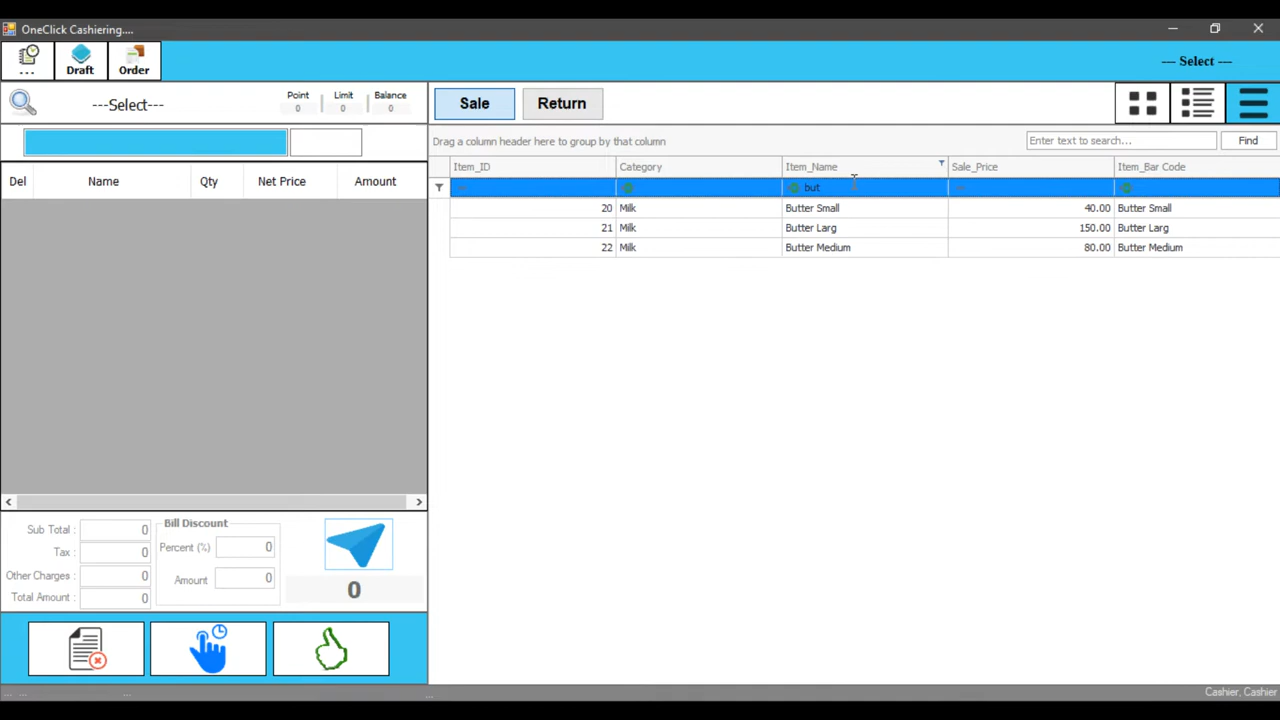 OneClick Cashiering....
...
Draft
Order
--- Select ---
---Select---
Point
Limit
Balance
0
0
0
Sale
Return
Drag a column header here to group by that column
Enter text to search...
Find
Del
Name
Qty
Net Price
Amount
Item_ID
Category
Item_Name
Sale_Price
Item_Bar Code
but
20 Milk Butter Small 40.00 Butter Small
21 Milk Butter Larg 150.00 Butter Larg
22 Milk Butter Medium 80.00 Butter Medium
Sub Total : 0
Tax : 0
Other Charges : 0
Total Amount : 0
Bill Discount
Percent (%) 0
Amount 0
0
... ... ... ...
Cashier, Cashier